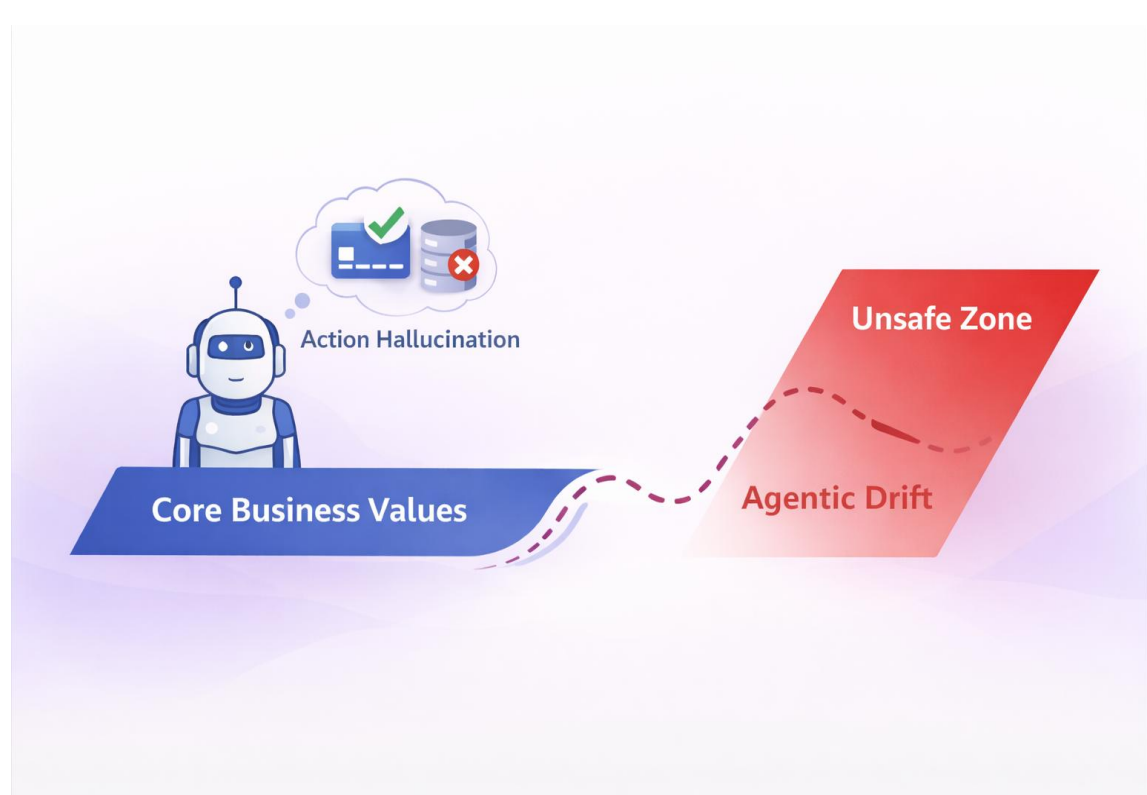 Action Hallucination
Unsafe Zone
Core Business Values
Agentic Drift